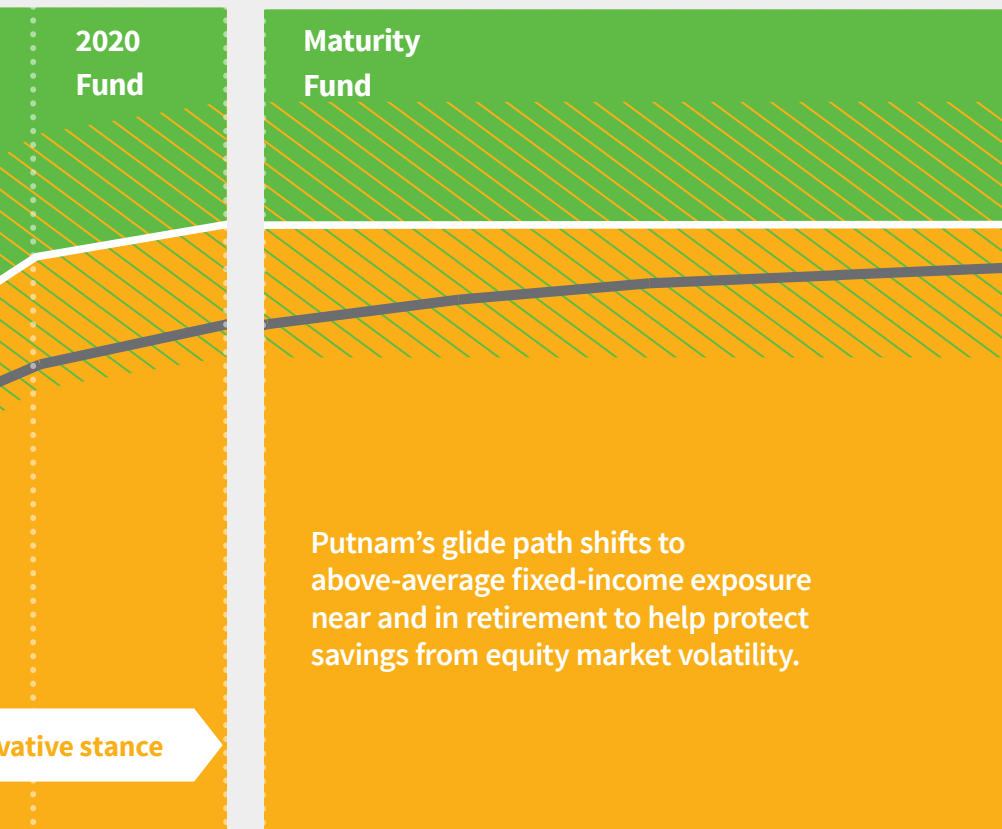 2020
Fund
Maturity
Fund
Putnam’s glide path shifts to
above-average fixed-income exposure
near and in retirement to help protect
savings from equity market volatility.
vative stance